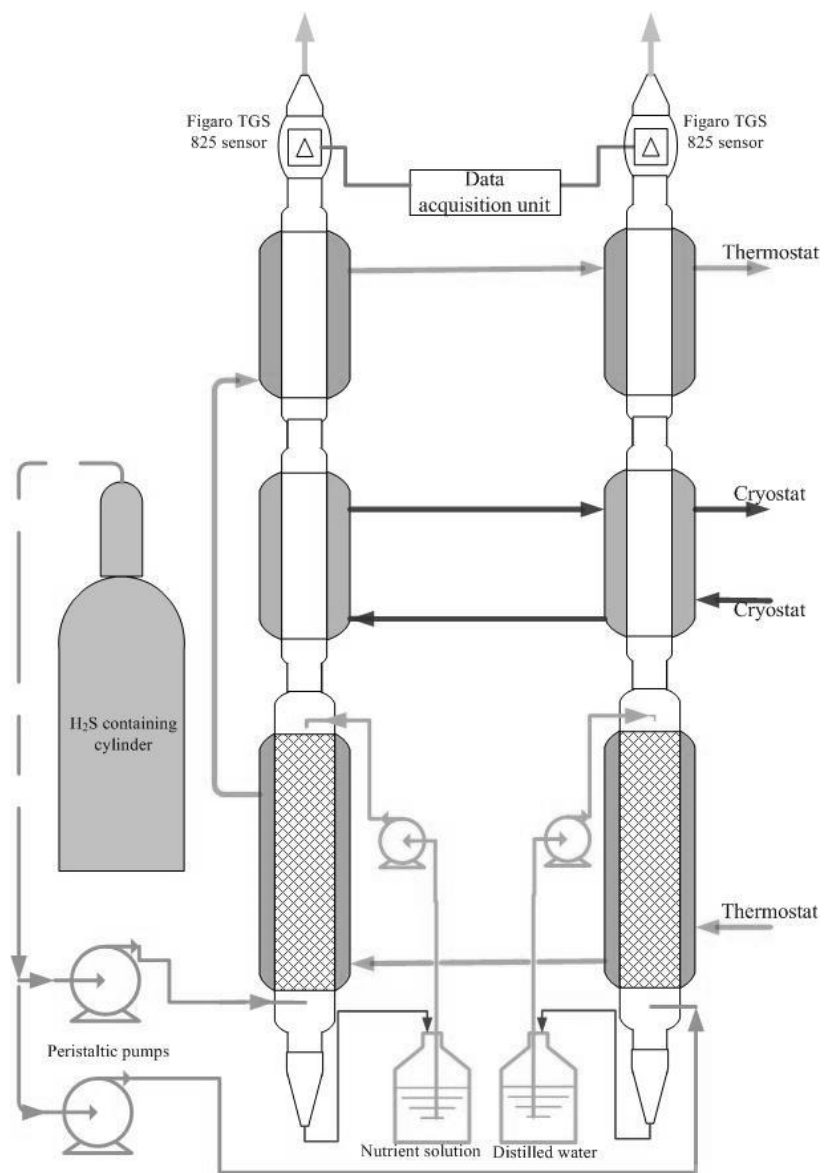 Figaro TGS
825 sensor
Figaro TGS
825 sensor
Data
acquisition unit
Thermostat
Cryostat
Cryostat
H₂S containing
cylinder
Thermostat
Peristaltic pumps
Nutrient solution
Distilled water